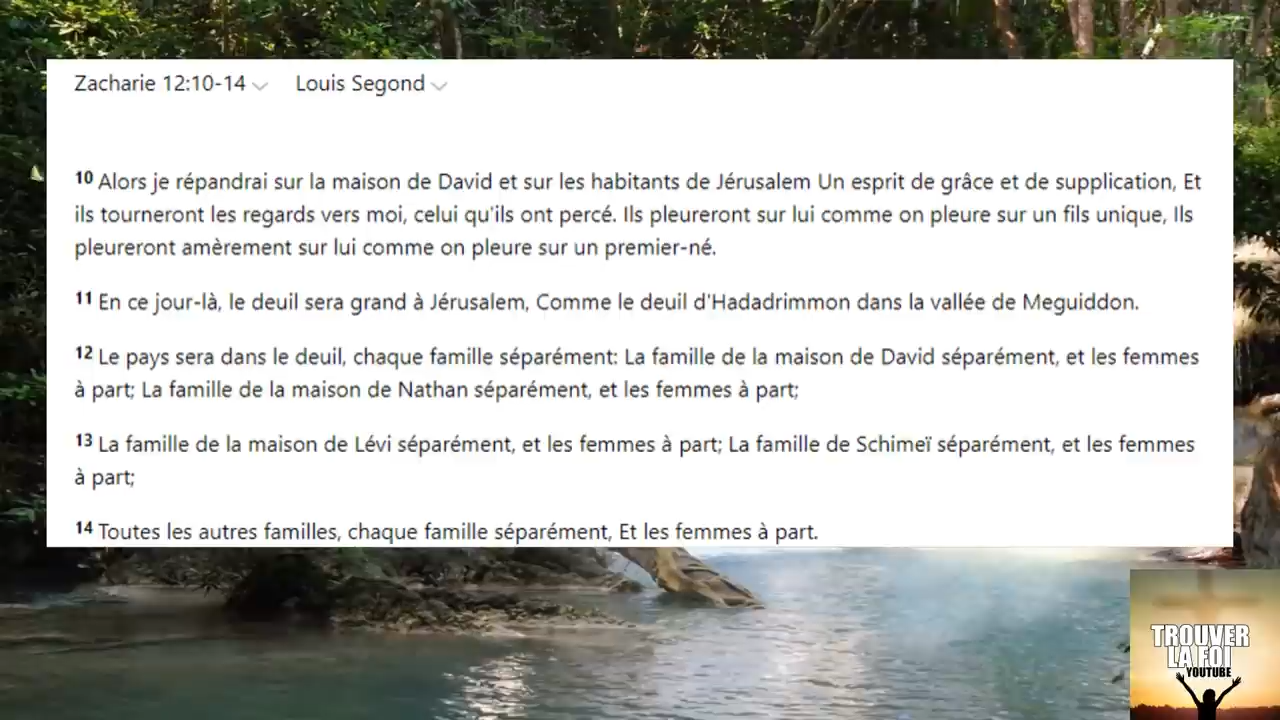 Zacharie 12:10-14 Louis Segond
10 Alors je répandrai sur la maison de David et sur les habitants de Jérusalem Un esprit de grâce et de supplication, Et
ils tourneront les regards vers moi, celui qu'ils ont percé. Ils pleureront sur lui comme on pleure sur un fils unique, Ils
pleureront amèrement sur lui comme on pleure sur un premier-né.
11 En ce jour-là, le deuil sera grand à Jérusalem, Comme le deuil d'Hadadrimmon dans la vallée de Meguiddon.
12 Le pays sera dans le deuil, chaque famille séparément: La famille de la maison de David séparément, et les femmes
à part; La famille de la maison de Nathan séparément, et les femmes à part;
13 La famille de la maison de Lévi séparément, et les femmes à part; La famille de Schimeï séparément, et les femmes
à part;
14 Toutes les autres familles, chaque famille séparément, Et les femmes à part.
TROUVER
LA FOI
YOUTUBE